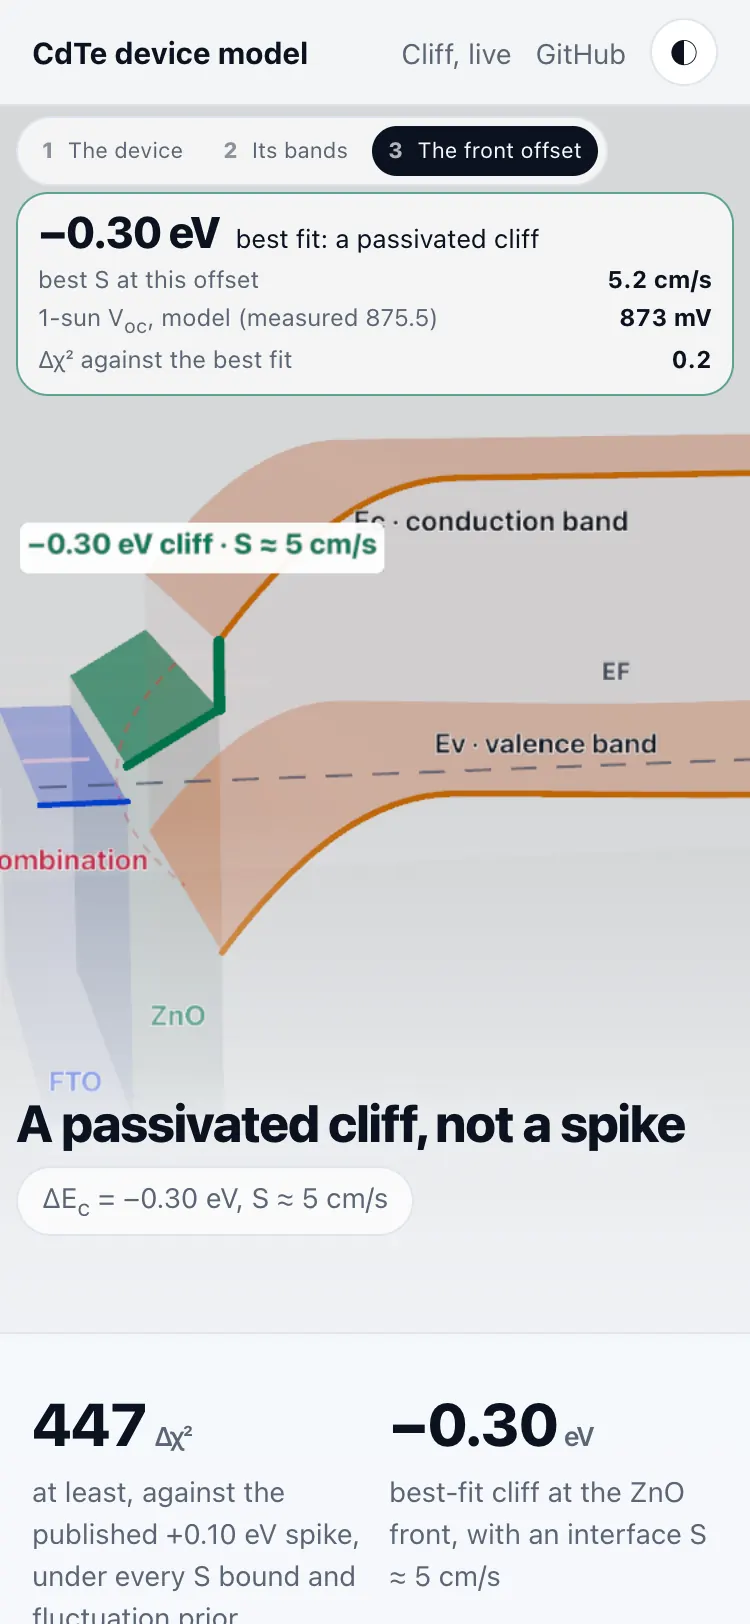 CdTe device model
Cliff, live
GitHub
1 The device
2 Its bands
3 The front offset
−0.30 eV best fit: a passivated cliff
best S at this offset 5.2 cm/s
1-sun Voc, model (measured 875.5) 873 mV
Δχ² against the best fit 0.2
Ec · conduction band
−0.30 eV cliff · S ≈ 5 cm/s
EF
Ev · valence band
ombination
ZnO
FTO
A passivated cliff, not a spike
ΔEc = −0.30 eV, S ≈ 5 cm/s
447 Δχ²
at least, against the
published +0.10 eV spike,
under every S bound and
fluctuation prior
−0.30 eV
best-fit cliff at the ZnO
front, with an interface S
≈ 5 cm/s